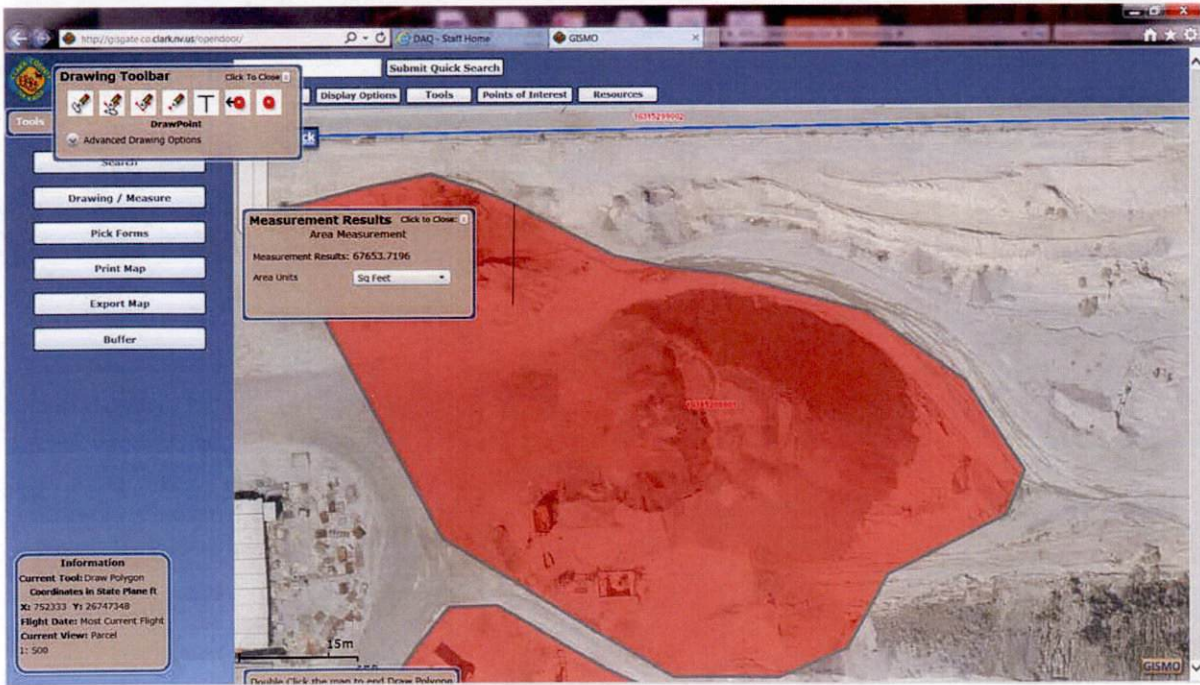 http://gisgate.co.clark.nv.us/opendoor/
DAQ - Staff Home
GISMO
Drawing Toolbar
Click To Close
Submit Quick Search
Display Options
Tools
Points of Interest
Resources
Tools
DrawPoint
Advanced Drawing Options
Search
Drawing / Measure
Pick Forms
Print Map
Export Map
Buffer
Measurement Results Click to Close:
Area Measurement
Measurement Results: 67653.7196
Area Units
Sq Feet
Information
Current Tool: Draw Polygon
Coordinates in State Plane ft
X: 752333 Y: 26747348
Flight Date: Most Current Flight
Current View: Parcel
1: 500
15m
Double Click the map to end Draw Polygon
GISMO